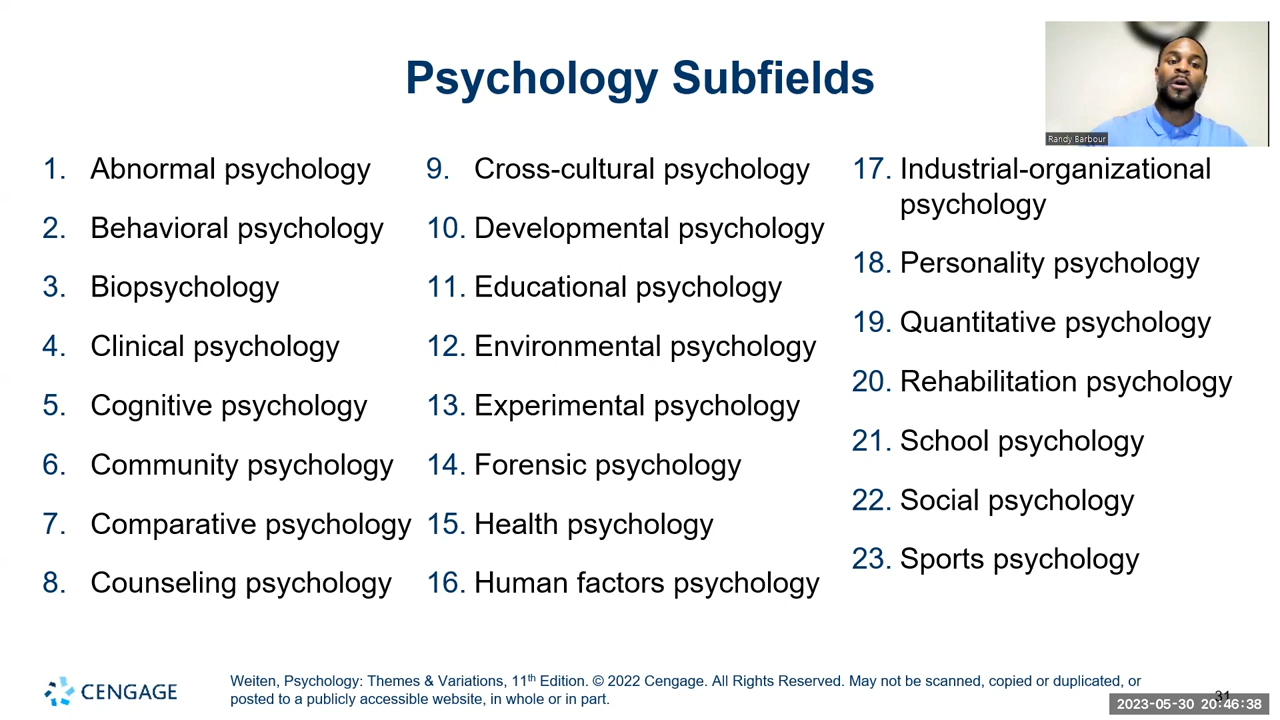 Psychology Subfields
Randy Barbour
1. Abnormal psychology
2. Behavioral psychology
3. Biopsychology
4. Clinical psychology
5. Cognitive psychology
6. Community psychology
7. Comparative psychology
8. Counseling psychology
9. Cross-cultural psychology
10. Developmental psychology
11. Educational psychology
12. Environmental psychology
13. Experimental psychology
14. Forensic psychology
15. Health psychology
16. Human factors psychology
17. Industrial-organizational
psychology
18. Personality psychology
19. Quantitative psychology
20. Rehabilitation psychology
21. School psychology
22. Social psychology
23. Sports psychology
CENGAGE
Weiten, Psychology: Themes & Variations, 11th Edition. © 2022 Cengage. All Rights Reserved. May not be scanned, copied or duplicated, or
posted to a publicly accessible website, in whole or in part.
31
2023-05-30 20:46:38